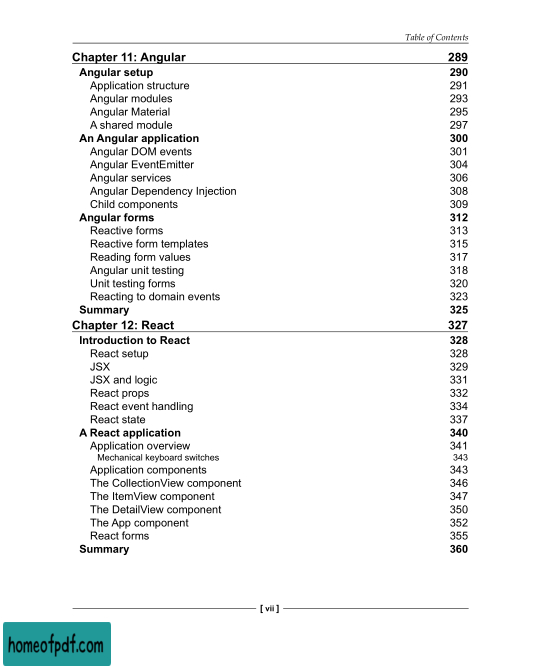 Table of Contents
Chapter 11: Angular 289
Angular setup 290
Application structure 291
Angular modules 293
Angular Material 295
A shared module 297
An Angular application 300
Angular DOM events 301
Angular EventEmitter 304
Angular services 306
Angular Dependency Injection 308
Child components 309
Angular forms 312
Reactive forms 313
Reactive form templates 315
Reading form values 317
Angular unit testing 318
Unit testing forms 320
Reacting to domain events 323
Summary 325
Chapter 12: React 327
Introduction to React 328
React setup 328
JSX 329
JSX and logic 331
React props 332
React event handling 334
React state 337
A React application 340
Application overview 341
Mechanical keyboard switches 343
Application components 343
The CollectionView component 346
The ItemView component 347
The DetailView component 350
The App component 352
React forms 355
Summary 360
[ vii ]
homeofpdf.com